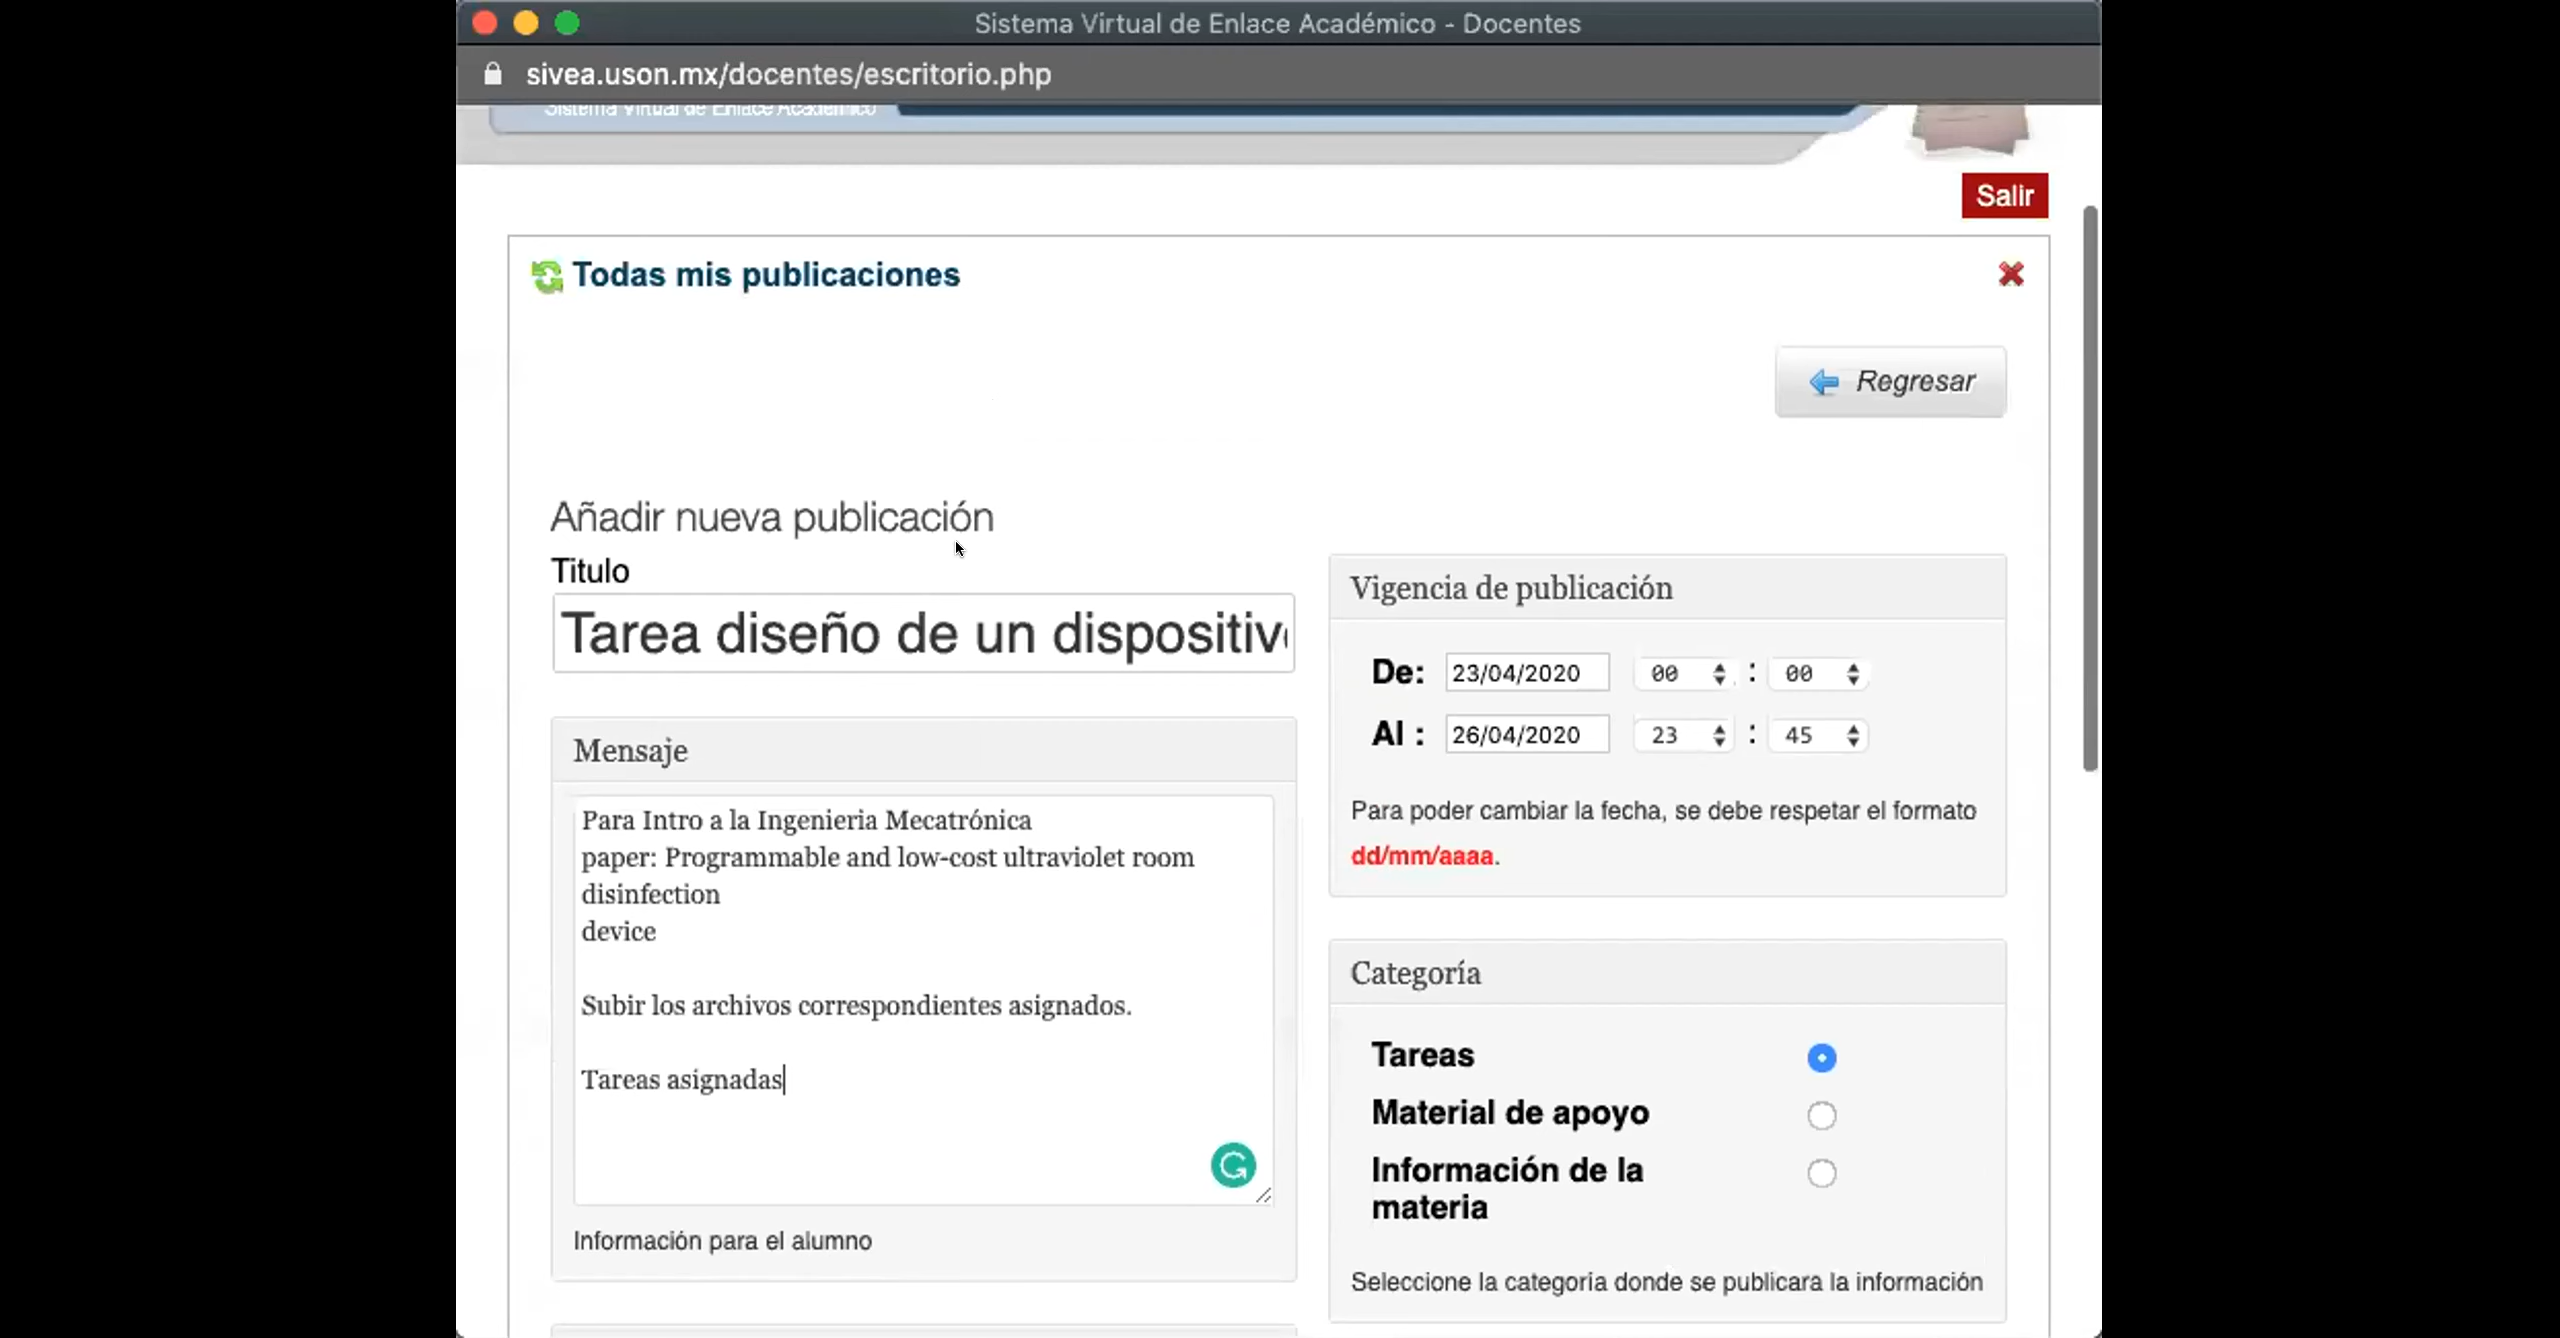 Sistema Virtual de Enlace Académico - Docentes
sivea.uson.mx/docentes/escritorio.php
Sistema Virtual de Enlace Académico
Salir
Todas mis publicaciones
Regresar
Añadir nueva publicación
Titulo
Tarea diseño de un dispositiv
Mensaje
Para Intro a la Ingenieria Mecatrónica
paper: Programmable and low-cost ultraviolet room
disinfection
device
Subir los archivos correspondientes asignados.
Tareas asignadas
Información para el alumno
Vigencia de publicación
De: 23/04/2020 00 : 00
Al : 26/04/2020 23 : 45
Para poder cambiar la fecha, se debe respetar el formato
dd/mm/aaaa.
Categoría
Tareas
Material de apoyo
Información de la
materia
Seleccione la categoria donde se publicara la información